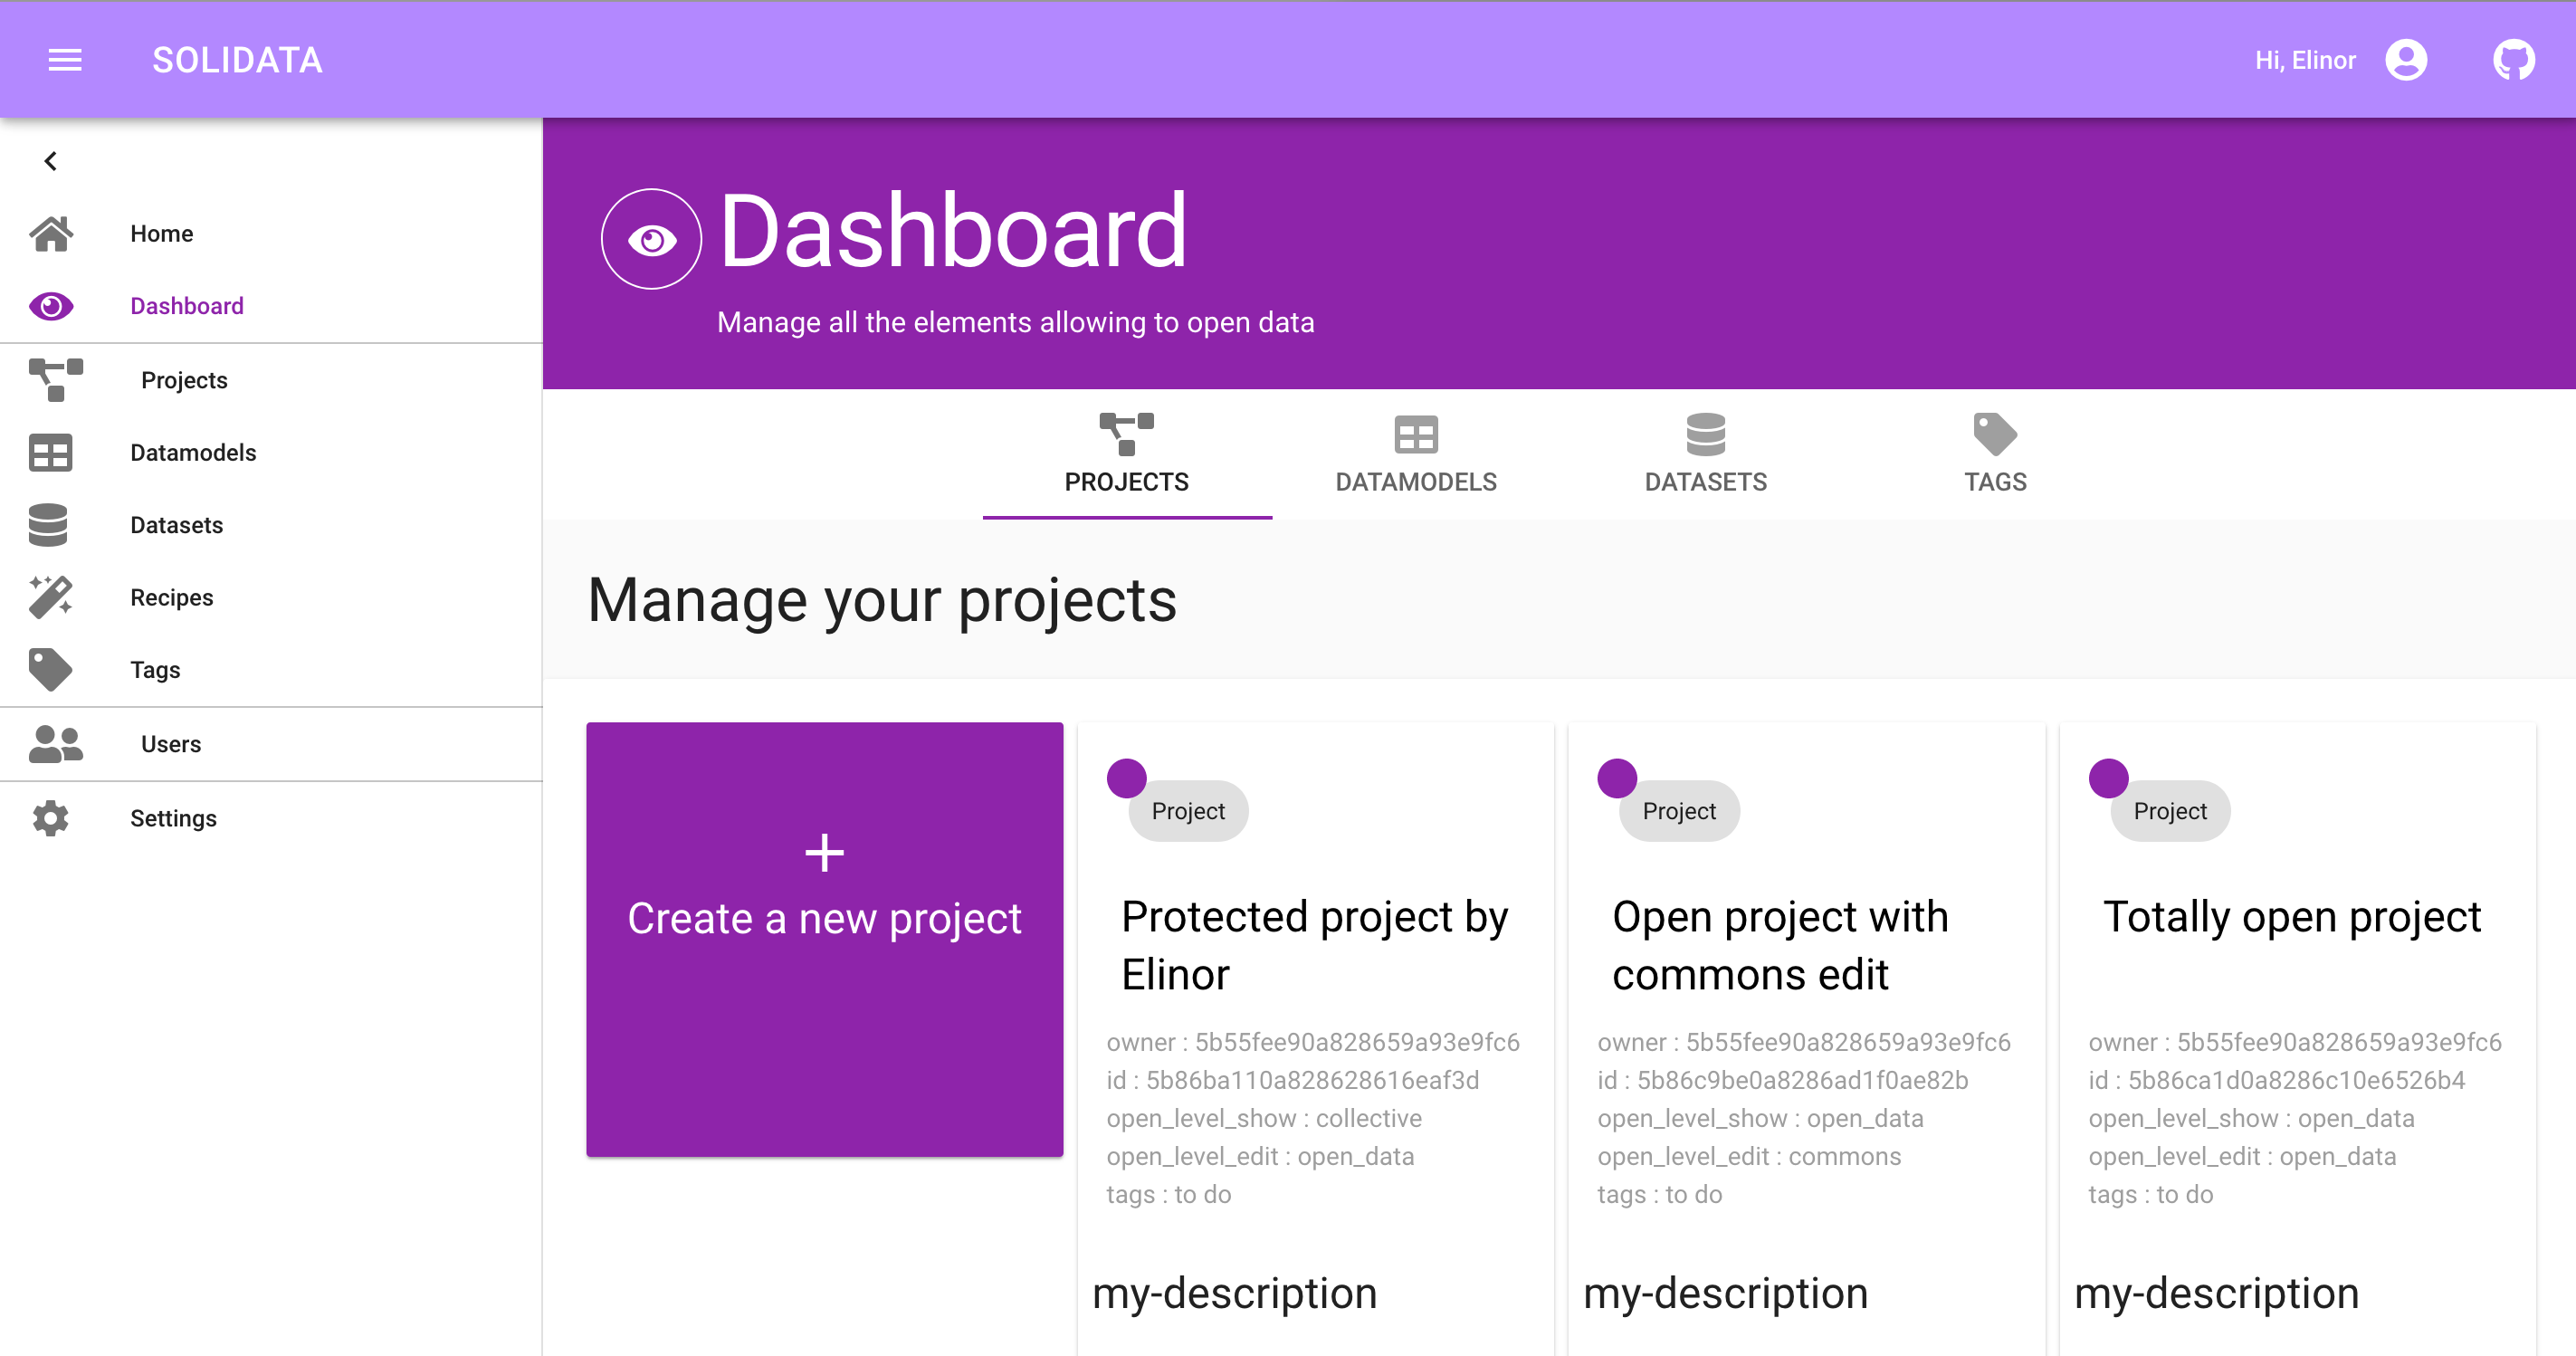 SOLIDATA
Hi, Elinor
Home
Dashboard
Projects
Datamodels
Datasets
Recipes
Tags
Users
Settings
Dashboard
Manage all the elements allowing to open data
PROJECTS
DATAMODELS
DATASETS
TAGS
Manage your projects
+
Create a new project
Project
Protected project by
Elinor
owner : 5b55fee90a828659a93e9fc6
id : 5b86ba110a828628616eaf3d
open_level_show : collective
open_level_edit : open_data
tags : to do
my-description
Project
Open project with
commons edit
owner : 5b55fee90a828659a93e9fc6
id : 5b86c9be0a8286ad1f0ae82b
open_level_show : open_data
open_level_edit : commons
tags : to do
my-description
Project
Totally open project
owner : 5b55fee90a828659a93e9fc6
id : 5b86ca1d0a8286c10e6526b4
open_level_show : open_data
open_level_edit : open_data
tags : to do
my-description